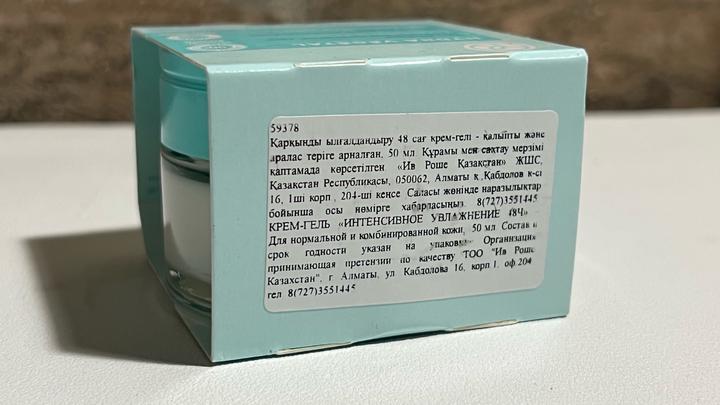 59378
Қарқынды ылғалдандыру 48 сағ крем-гелі - қалыпты және
аралас теріге арналған, 50 мл. Құрамы мен сақтау мерзімі
қаптамада көрсетілген «Ив Роше Қазақстан» ЖШС,
Қазақстан Республикасы, 050062, Алматы қ.,Қабдолов к-сі
16, 1ші корп , 204-ші кеңсе Сапасы жөнінде наразылықтар
бойынша осы нөмірге хабарласыңыз. 8(727)3551445
КРЕМ-ГЕЛЬ «ИНТЕНСИВНОЕ УВЛАЖНЕНИЕ 48Ч»
Для нормальной и комбинированной кожи, 50 мл Состав и
срок годности указан на упаковке Организация
принимающая претензии по качеству ТОО "Ив Роше
Казахстан", г. Алматы, ул. Кабдолова 16, корп 1, оф.204
тел 8(727)3551445